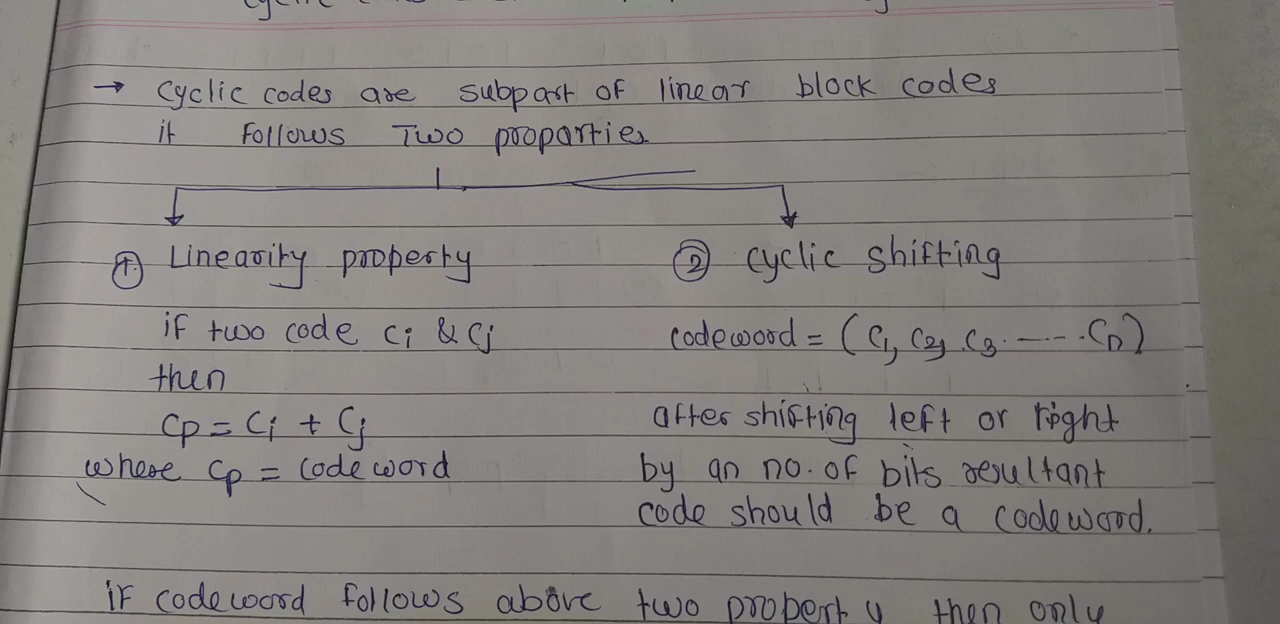 → cyclic codes are subpart of linear block codes
it follows Two proparties
① Linearity property
if two code Ci & Cj
then
Cp = Ci + Cj
where Cp = codeword
② cyclic shifting
codeword = (C1, C2, C3 ..... Cn)
after shifting left or right
by an no. of bits resultant
code should be a codeword.
if codeword follows above two property then only